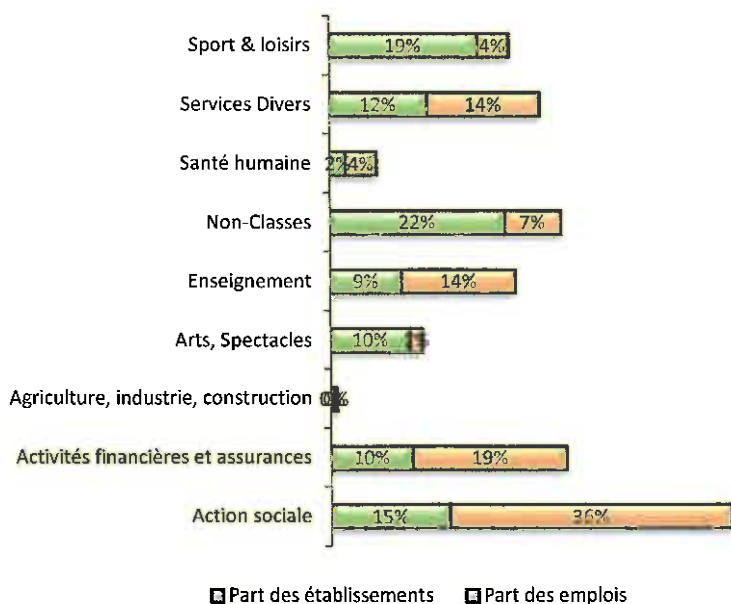 Sport & loisirs 19% 4%
Services Divers 12% 14%
Santé humaine 2% 4%
Non-Classes 22% 7%
Enseignement 9% 14%
Arts, Spectacles 10%
Agriculture, industrie, construction
Activités financières et assurances 10% 19%
Action sociale 15% 36%
Part des établissements Part des emplois